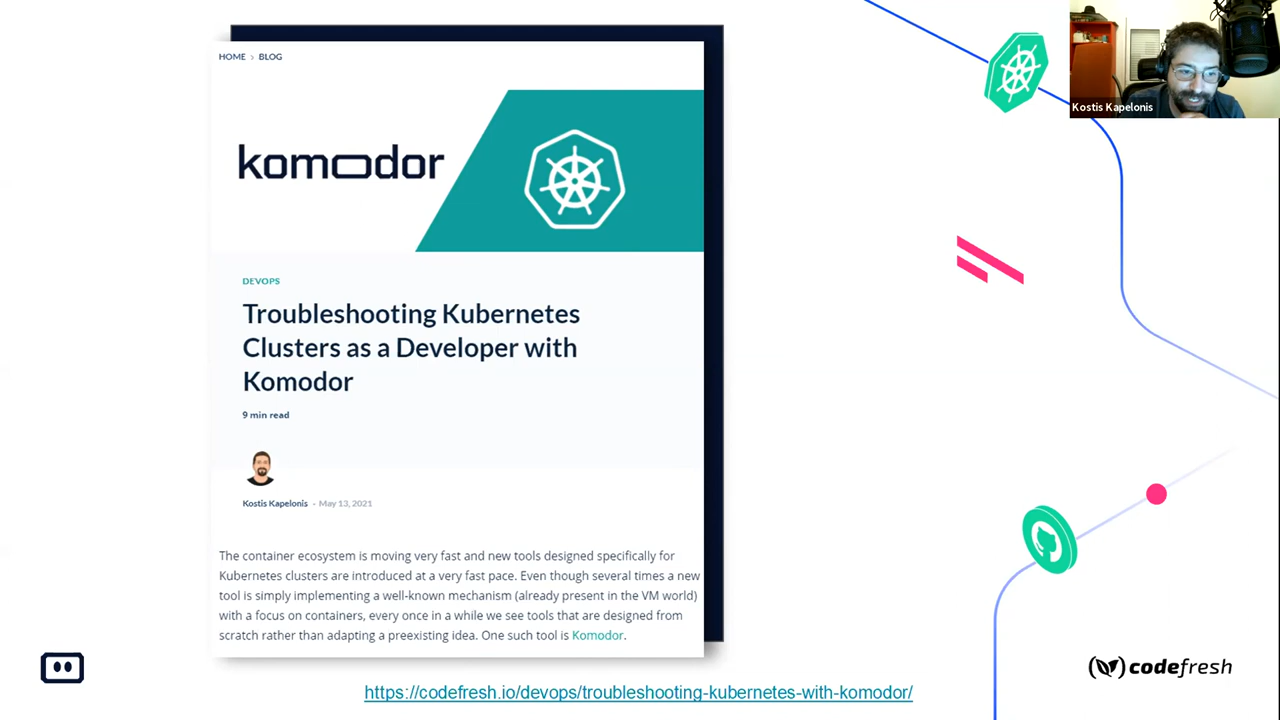 HOME > BLOG
komodor
DEVOPS
Troubleshooting Kubernetes
Clusters as a Developer with
Komodor
9 min read
Kostis Kapelonis - May 13, 2021
The container ecosystem is moving very fast and new tools designed specifically for
Kubernetes clusters are introduced at a very fast pace. Even though several times a new
tool is simply implementing a well-known mechanism (already present in the VM world)
with a focus on containers, every once in a while we see tools that are designed from
scratch rather than adapting a preexisting idea. One such tool is Komodor.
https://codefresh.io/devops/troubleshooting-kubernetes-with-komodor/
Kostis Kapelonis
codefresh